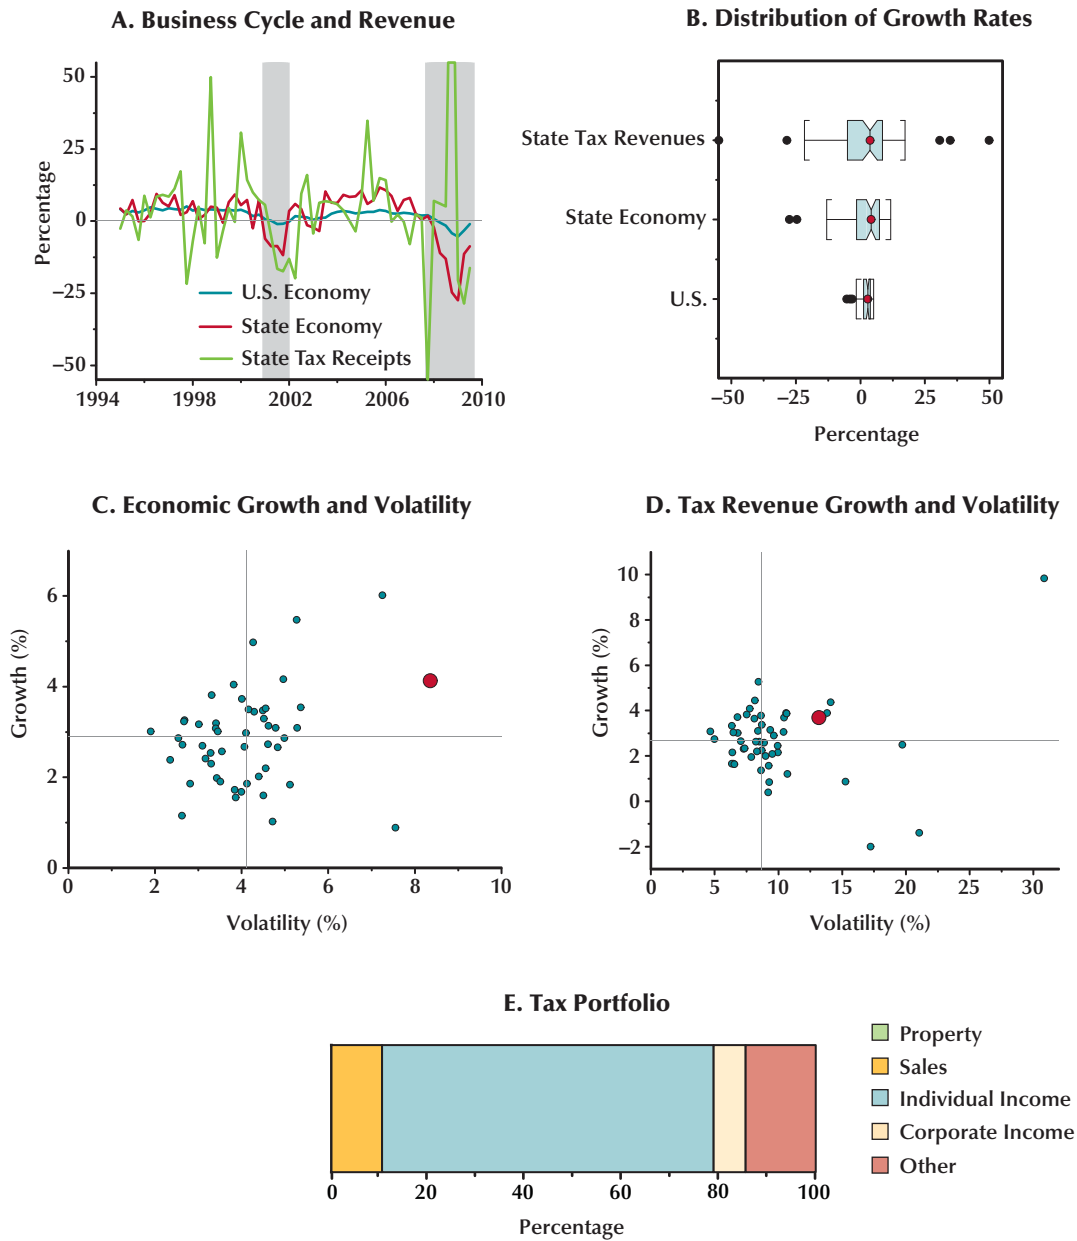 A. Business Cycle and Revenue
50
25
0
−25
−50
Percentage
U.S. Economy
State Economy
State Tax Receipts
1994 1998 2002 2006 2010
B. Distribution of Growth Rates
State Tax Revenues
State Economy
U.S.
−50 −25 0 25 50
Percentage
C. Economic Growth and Volatility
6
4
2
0
Growth (%)
0 2 4 6 8 10
Volatility (%)
D. Tax Revenue Growth and Volatility
10
8
6
4
2
0
−2
Growth (%)
0 5 10 15 20 25 30
Volatility (%)
E. Tax Portfolio
0 20 40 60 80 100
Percentage
Property
Sales
Individual Income
Corporate Income
Other